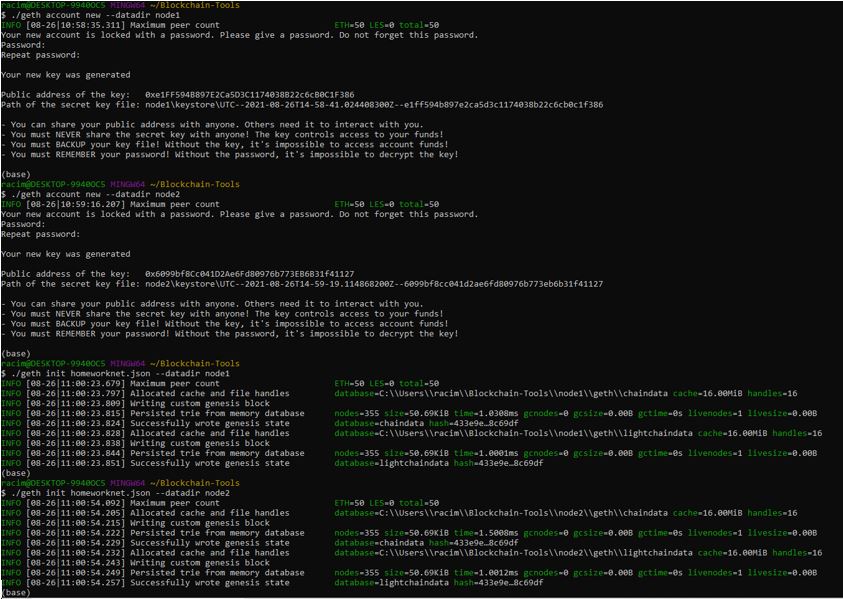 racim@DESKTOP-9940OC5 MINGW64 ~/Blockchain-Tools
$ ./geth account new --datadir node1
INFO [08-26|10:58:35.311] Maximum peer count ETH=50 LES=0 total=50
Your new account is locked with a password. Please give a password. Do not forget this password.
Password:
Repeat password:
Your new key was generated
Public address of the key: 0xe1FF594B897E2Ca5D3C1174038B22c6cB0C1F386
Path of the secret key file: node1\keystore\UTC--2021-08-26T14-58-41.024408300Z--e1ff594b897e2ca5d3c1174038b22c6cb0c1f386
- You can share your public address with anyone. Others need it to interact with you.
- You must NEVER share the secret key with anyone! The key controls access to your funds!
- You must BACKUP your key file! Without the key, it's impossible to access account funds!
- You must REMEMBER your password! Without the password, it's impossible to decrypt the key!
(base)
racim@DESKTOP-9940OC5 MINGW64 ~/Blockchain-Tools
$ ./geth account new --datadir node2
INFO [08-26|10:59:16.207] Maximum peer count ETH=50 LES=0 total=50
Your new account is locked with a password. Please give a password. Do not forget this password.
Password:
Repeat password:
Your new key was generated
Public address of the key: 0x6099bf8Cc041D2Ae6Fd80976b773EB6B31f41127
Path of the secret key file: node2\keystore\UTC--2021-08-26T14-59-19.114868200Z--6099bf8cc041d2ae6fd80976b773eb6b31f41127
- You can share your public address with anyone. Others need it to interact with you.
- You must NEVER share the secret key with anyone! The key controls access to your funds!
- You must BACKUP your key file! Without the key, it's impossible to access account funds!
- You must REMEMBER your password! Without the password, it's impossible to decrypt the key!
(base)
racim@DESKTOP-9940OC5 MINGW64 ~/Blockchain-Tools
$ ./geth init homeworknet.json --datadir node1
INFO [08-26|11:00:23.679] Maximum peer count ETH=50 LES=0 total=50
INFO [08-26|11:00:23.797] Allocated cache and file handles database=C:\\Users\\racim\\Blockchain-Tools\\node1\\geth\\chaindata cache=16.00MiB handles=16
INFO [08-26|11:00:23.809] Writing custom genesis block
INFO [08-26|11:00:23.815] Persisted trie from memory database nodes=355 size=50.69KiB time=1.0308ms gcnodes=0 gcsize=0.00B gctime=0s livenodes=1 livesize=0.00B
INFO [08-26|11:00:23.824] Successfully wrote genesis state database=chaindata hash=433e9e…8c69df
INFO [08-26|11:00:23.828] Allocated cache and file handles database=C:\\Users\\racim\\Blockchain-Tools\\node1\\geth\\lightchaindata cache=16.00MiB handles=16
INFO [08-26|11:00:23.838] Writing custom genesis block
INFO [08-26|11:00:23.844] Persisted trie from memory database nodes=355 size=50.69KiB time=1.0001ms gcnodes=0 gcsize=0.00B gctime=0s livenodes=1 livesize=0.00B
INFO [08-26|11:00:23.851] Successfully wrote genesis state database=lightchaindata hash=433e9e…8c69df
(base)
racim@DESKTOP-9940OC5 MINGW64 ~/Blockchain-Tools
$ ./geth init homeworknet.json --datadir node2
INFO [08-26|11:00:54.092] Maximum peer count ETH=50 LES=0 total=50
INFO [08-26|11:00:54.205] Allocated cache and file handles database=C:\\Users\\racim\\Blockchain-Tools\\node2\\geth\\chaindata cache=16.00MiB handles=16
INFO [08-26|11:00:54.215] Writing custom genesis block
INFO [08-26|11:00:54.222] Persisted trie from memory database nodes=355 size=50.69KiB time=1.5008ms gcnodes=0 gcsize=0.00B gctime=0s livenodes=1 livesize=0.00B
INFO [08-26|11:00:54.229] Successfully wrote genesis state database=chaindata hash=433e9e…8c69df
INFO [08-26|11:00:54.232] Allocated cache and file handles database=C:\\Users\\racim\\Blockchain-Tools\\node2\\geth\\lightchaindata cache=16.00MiB handles=16
INFO [08-26|11:00:54.243] Writing custom genesis block
INFO [08-26|11:00:54.249] Persisted trie from memory database nodes=355 size=50.69KiB time=1.0012ms gcnodes=0 gcsize=0.00B gctime=0s livenodes=1 livesize=0.00B
INFO [08-26|11:00:54.257] Successfully wrote genesis state database=lightchaindata hash=433e9e…8c69df
(base)